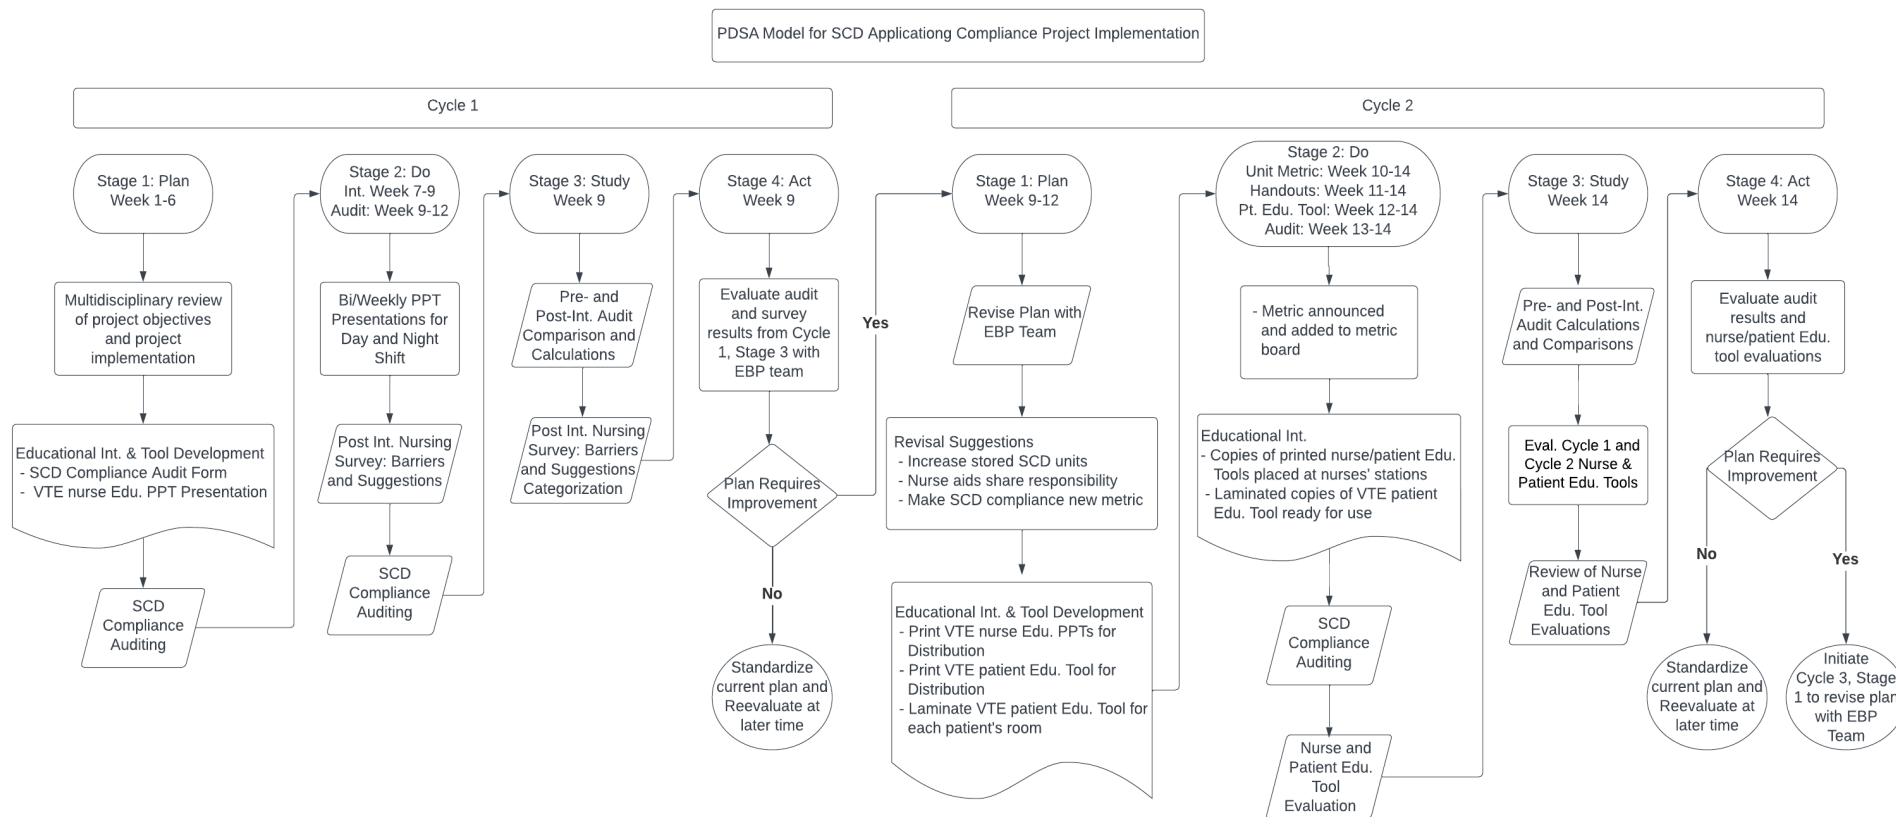 PDSA Model for SCD Applicationg Compliance Project Implementation
Cycle 1
Stage 1: Plan
Week 1-6
Multidisciplinary review
of project objectives
and project
implementation
Educational Int. & Tool Development
- SCD Compliance Audit Form
- VTE nurse Edu. PPT Presentation
SCD
Compliance
Auditing
Stage 2: Do
Int. Week 7-9
Audit: Week 9-12
Bi/Weekly PPT
Presentations for
Day and Night
Shift
Post Int. Nursing
Survey: Barriers
and Suggestions
SCD
Compliance
Auditing
Stage 3: Study
Week 9
Pre- and
Post-Int. Audit
Comparison and
Calculations
Post Int. Nursing
Survey: Barriers
and Suggestions
Categorization
Stage 4: Act
Week 9
Evaluate audit
and survey
results from Cycle
1, Stage 3 with
EBP team
Plan Requires
Improvement
Yes
No
Standardize
current plan and
Reevaluate at
later time
Cycle 2
Stage 1: Plan
Week 9-12
Revise Plan with
EBP Team
Revisal Suggestions
- Increase stored SCD units
- Nurse aids share responsibility
- Make SCD compliance new metric
Educational Int. & Tool Development
- Print VTE nurse Edu. PPTs for
Distribution
- Print VTE patient Edu. Tool for
Distribution
- Laminate VTE patient Edu. Tool for
each patient's room
Stage 2: Do
Unit Metric: Week 10-14
Handouts: Week 11-14
Pt. Edu. Tool: Week 12-14
Audit: Week 13-14
- Metric announced
and added to metric
board
Educational Int.
- Copies of printed nurse/patient Edu.
Tools placed at nurses' stations
- Laminated copies of VTE patient
Edu. Tool ready for use
SCD
Compliance
Auditing
Nurse and
Patient Edu.
Tool
Evaluation
Stage 3: Study
Week 14
Pre- and Post-Int.
Audit Calculations
and Comparisons
Eval. Cycle 1 and
Cycle 2 Nurse &
Patient Edu. Tools
Review of Nurse
and Patient
Edu. Tool
Evaluations
Stage 4: Act
Week 14
Evaluate audit
results and
nurse/patient Edu.
tool evaluations
Plan Requires
Improvement
No
Yes
Standardize
current plan and
Reevaluate at
later time
Initiate
Cycle 3, Stage
1 to revise plan
with EBP
Team